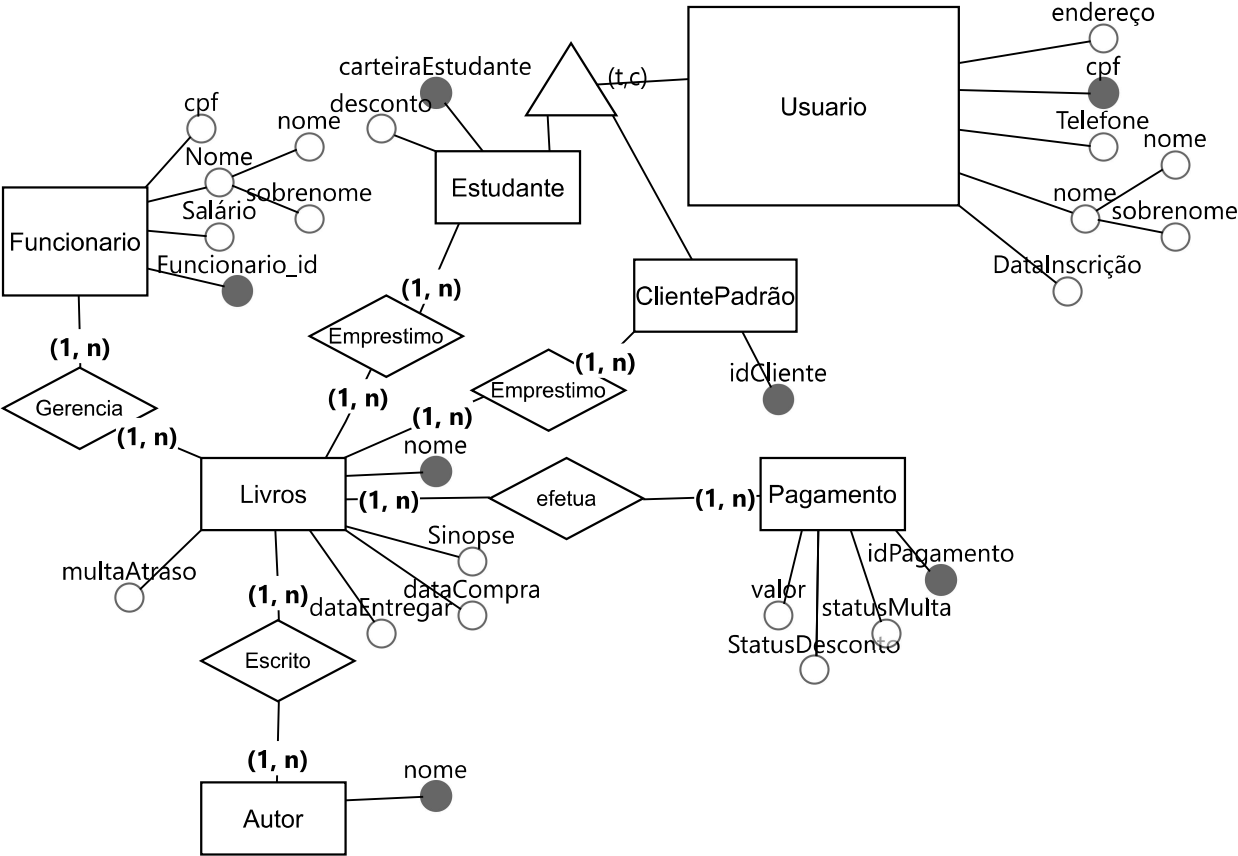 endereço
carteiraEstudante
cpf
(t,c)
desconto
cpf
Usuario
nome
Telefone
nome
Nome
Estudante
sobrenome
nome
Salário
sobrenome
Funcionario
Funcionario_id
DataInscrição
(1, n)
ClientePadrão
Emprestimo
(1, n)
(1, n)
idCliente
Emprestimo
(1, n)
Gerencia
(1, n)
(1, n)
nome
Livros
(1, n)
efetua
(1, n)
Pagamento
Sinopse
idPagamento
multaAtraso
dataCompra
valor
(1, n)
dataEntregar
statusMulta
StatusDesconto
Escrito
(1, n)
nome
Autor